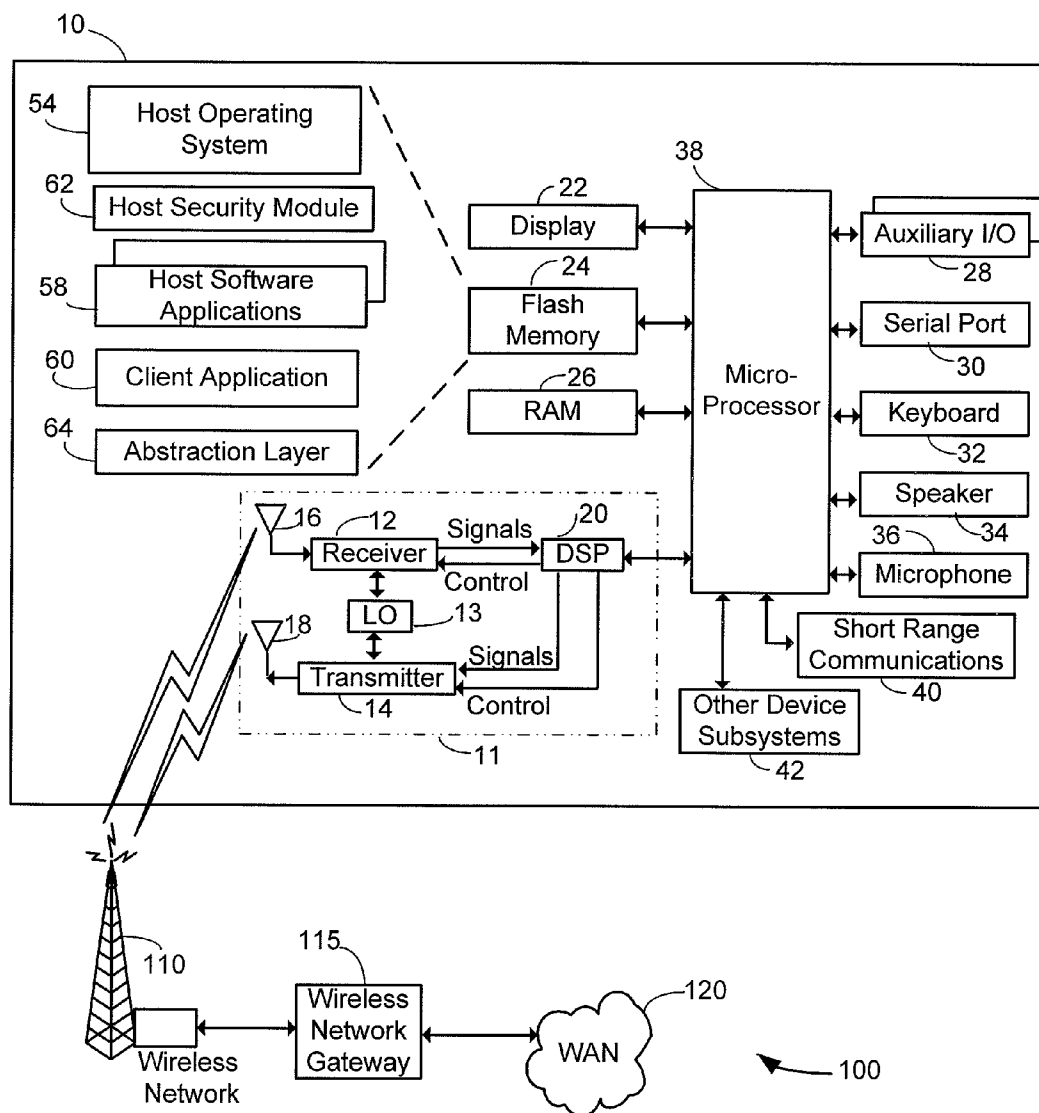 10
54
Host Operating
System
62
Host Security Module
58
Host Software
Applications
60
Client Application
64
Abstraction Layer
22
Display
24
Flash
Memory
26
RAM
38
Micro-
Processor
Auxiliary I/O
28
Serial Port
30
Keyboard
32
Speaker
34
36
Microphone
Short Range
Communications
40
Other Device
Subsystems
42
16
12
Receiver
Signals
Control
20
DSP
LO
13
18
Transmitter
14
Signals
Control
11
110
Wireless
Network
115
Wireless
Network
Gateway
WAN
120
100